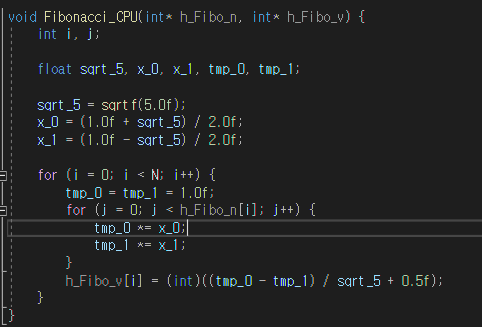 void Fibonacci_CPU(int* h_Fibo_n, int* h_Fibo_v) {
int i, j;
float sqrt_5, x_0, x_1, tmp_0, tmp_1;
sqrt_5 = sqrtf(5.0f);
x_0 = (1.0f + sqrt_5) / 2.0f;
x_1 = (1.0f - sqrt_5) / 2.0f;
for (i = 0; i < N; i++) {
tmp_0 = tmp_1 = 1.0f;
for (j = 0; j < h_Fibo_n[i]; j++) {
tmp_0 *= x_0;
tmp_1 *= x_1;
}
h_Fibo_v[i] = (int)((tmp_0 - tmp_1) / sqrt_5 + 0.5f);
}
}